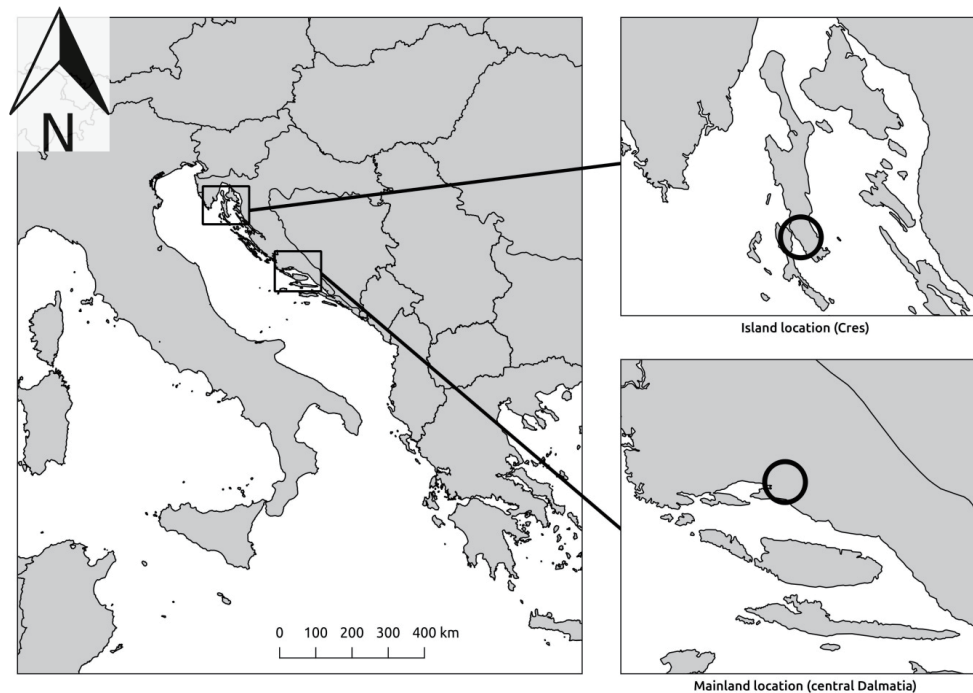 N
Island location (Cres)
0 100 200 300 400 km
Mainland location (central Dalmatia)